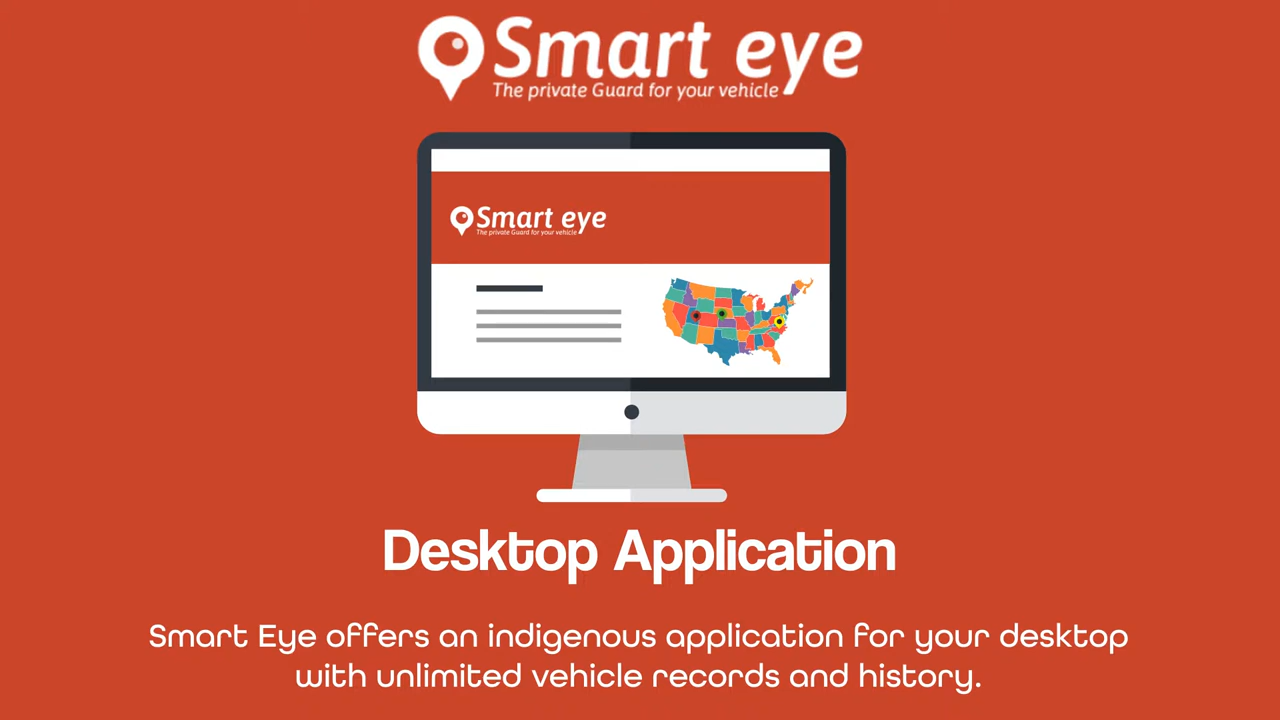 Smart eye
The private Guard for your vehicle
Smart eye
The private Guard for your vehicle
Desktop Application
Smart Eye offers an indigenous application for your desktop
with unlimited vehicle records and history.